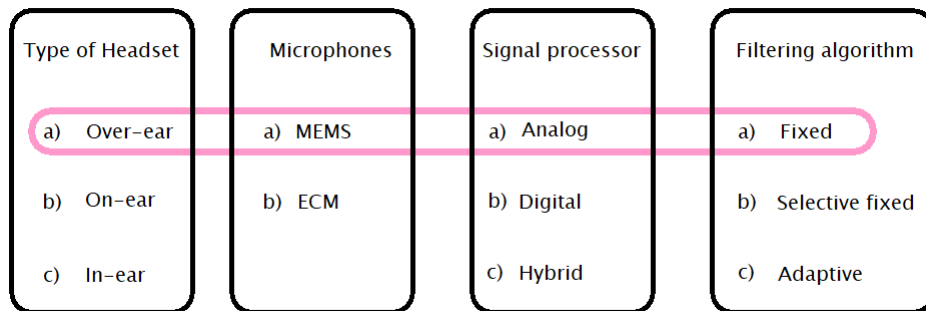 Type of Headset Microphones Signal processor Filtering algorithm
a) Over-ear a) MEMS a) Analog a) Fixed
b) On-ear b) ECM b) Digital b) Selective fixed
c) In-ear c) Hybrid c) Adaptive